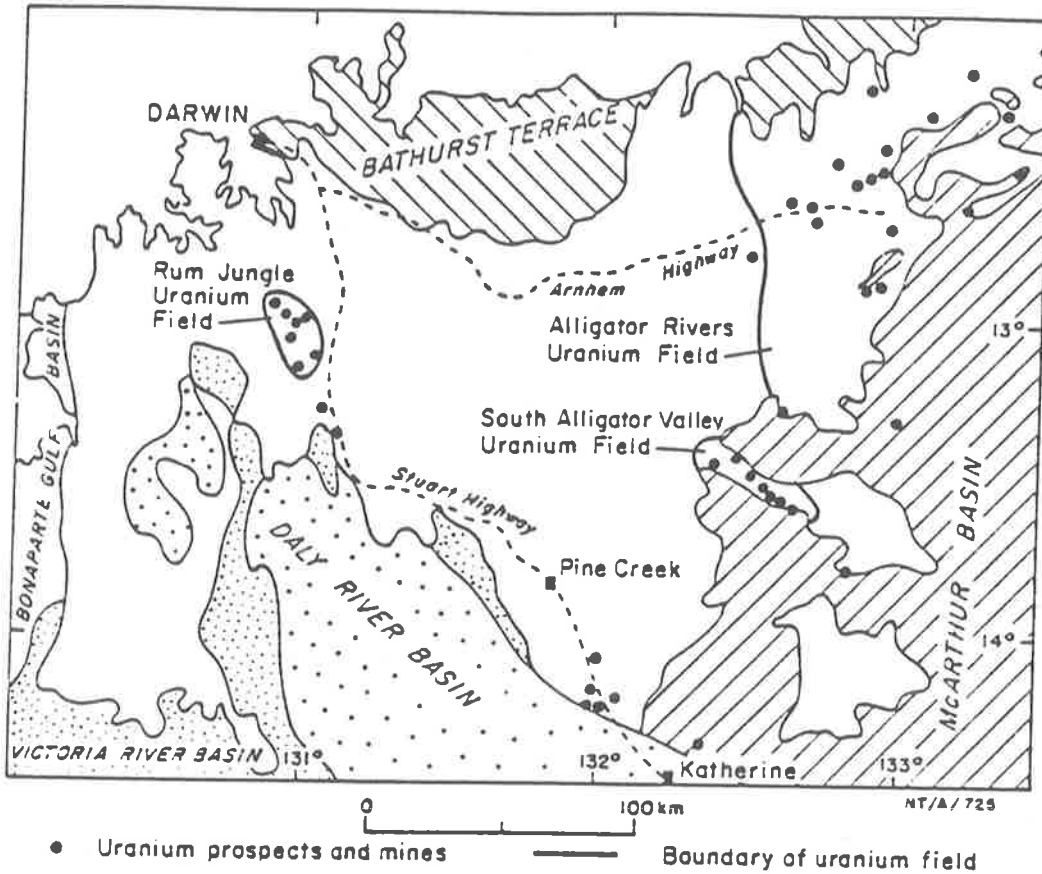 DARWIN
BATHURST TERRACE
Rum Jungle
Uranium
Field
Arnhem Highway
Alligator Rivers
Uranium Field
13°
South Alligator Valley
Uranium Field
BONAPARTE GULF BASIN
Stuart Highway
DALY RIVER BASIN
Pine Creek
McARTHUR BASIN
14°
VICTORIA RIVER BASIN
131°
132°
133°
Katherine
NT/A/725
0
100km
Uranium prospects and mines
Boundary of uranium field